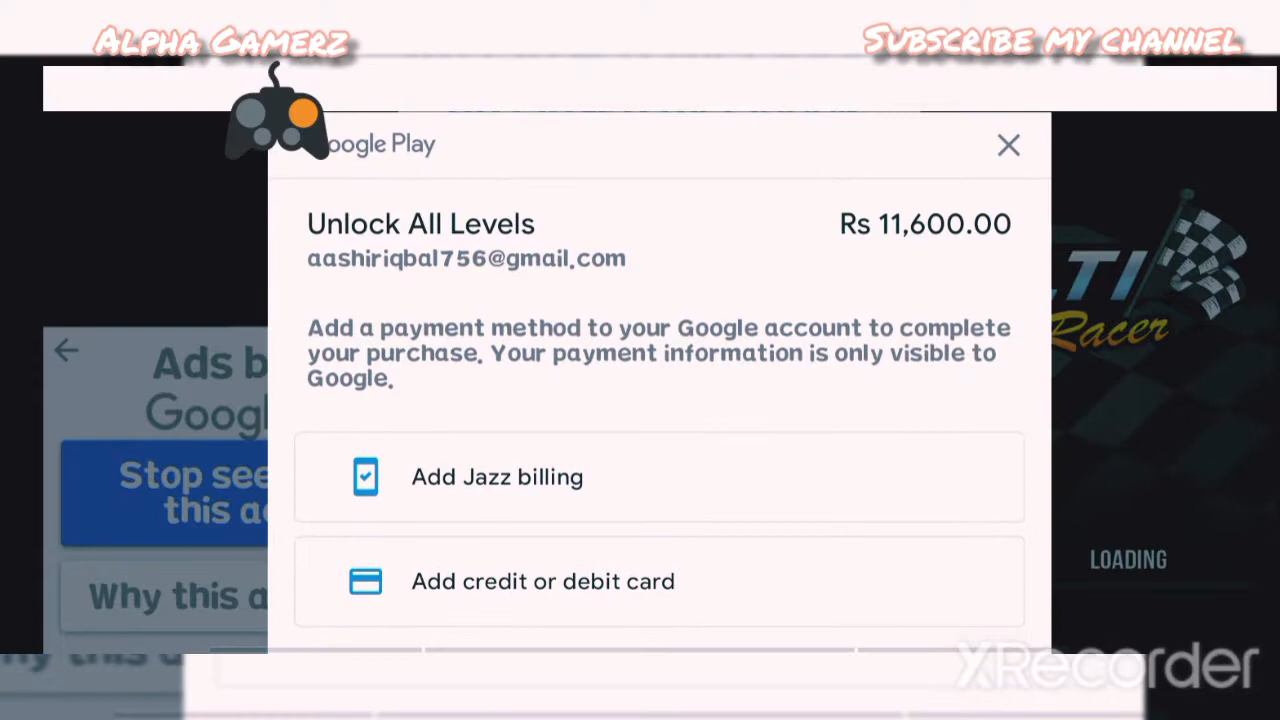 Alpha Gamerz
Subscribe my channel
oogle Play
Unlock All Levels
Rs 11,600.00
aashiriqbal756@gmail.com
Add a payment method to your Google account to complete
your purchase. Your payment information is only visible to
Google.
Add Jazz billing
Add credit or debit card
Ads b
Googl
Stop see
this a
Why this a
LTI
Racer
LOADING
XRecorder